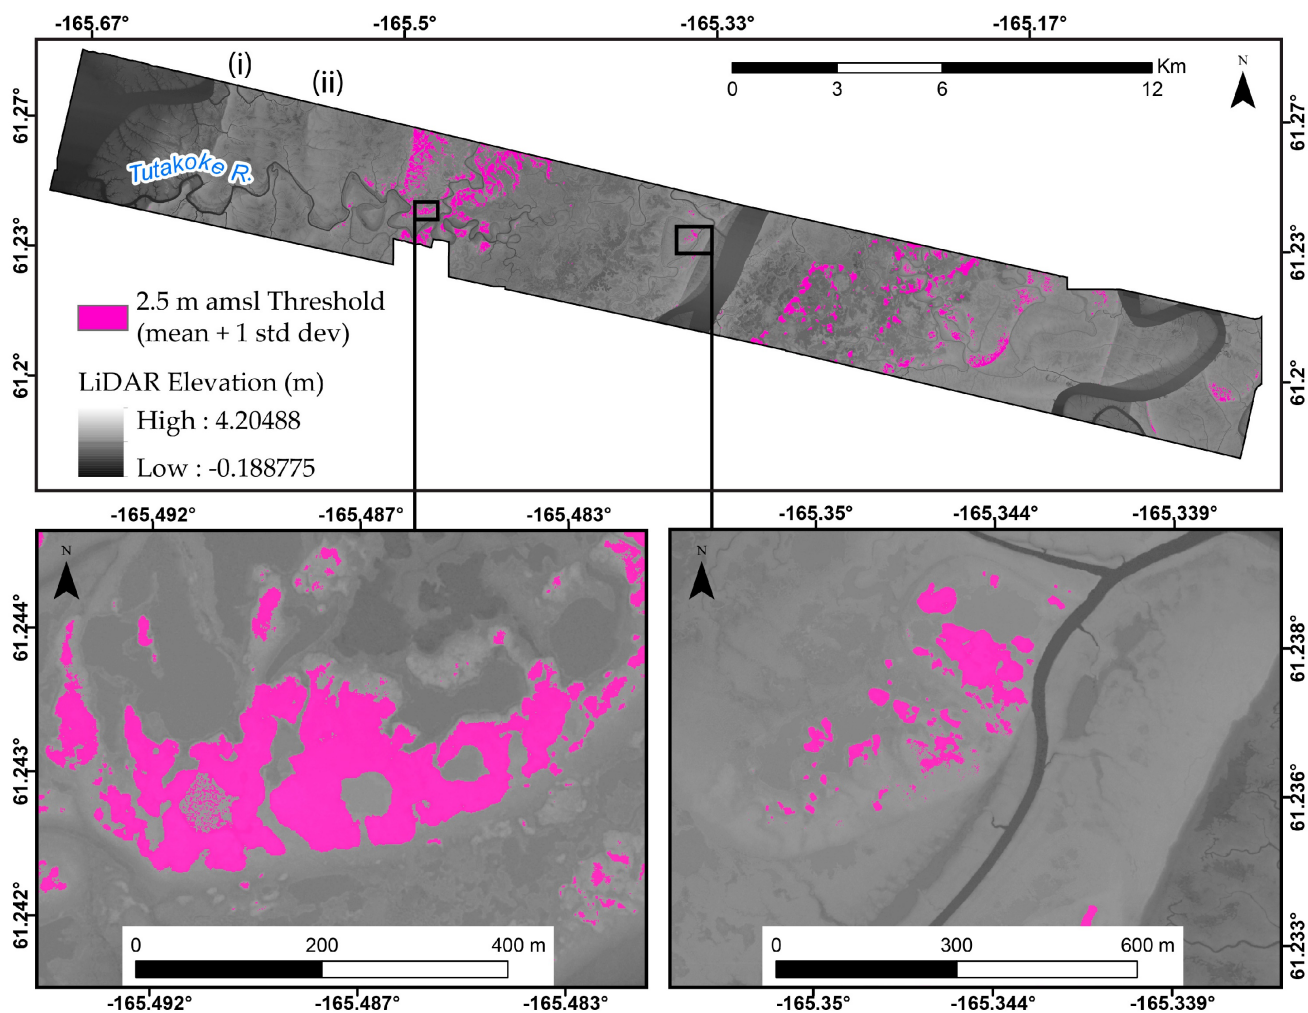 -165.67° -165.5° -165.33° -165.17°
(i)
(ii)
Km
0 3 6 12
N
61.27° 61.27°
Tutakoke R.
61.23° 61.23°
2.5 m amsl Threshold
(mean + 1 std dev)
LiDAR Elevation (m)
High : 4.20488
Low : -0.188775
61.2° 61.2°
-165.492° -165.487° -165.483°
N
61.244°
61.243°
61.242°
0 200 400 m
-165.492° -165.487° -165.483°
-165.35° -165.344° -165.339°
N
61.238°
61.236°
61.233°
0 300 600 m
-165.35° -165.344° -165.339°